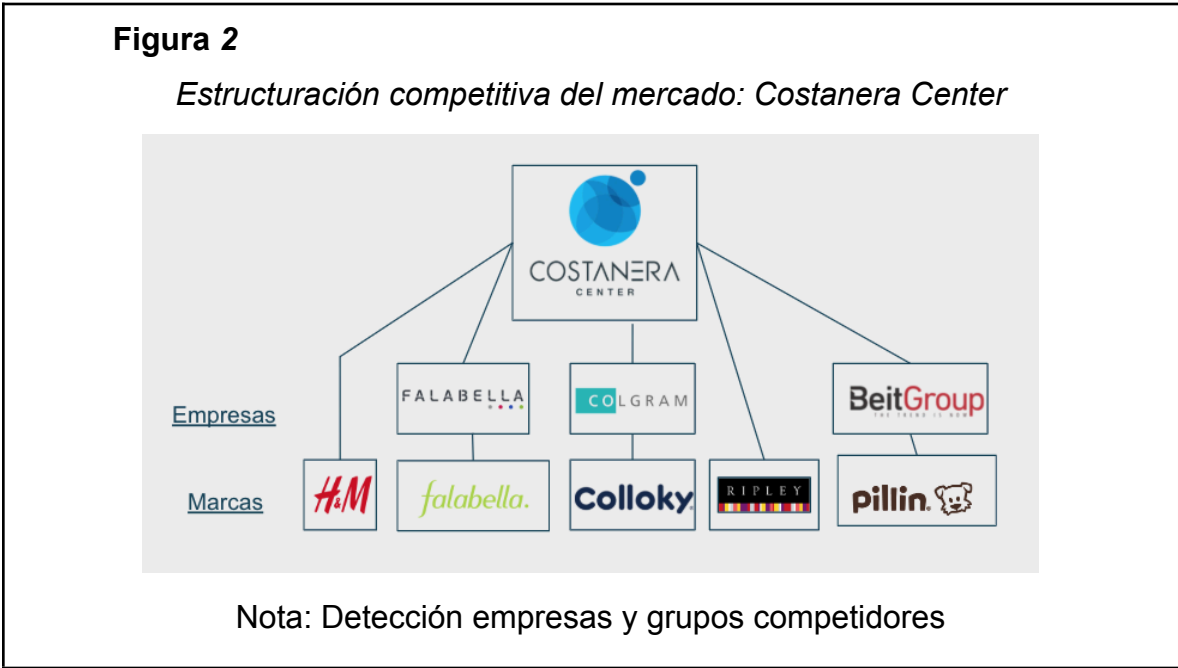 Figura 2
Estructuración competitiva del mercado: Costanera Center
COSTANERA
CENTER
Empresas
FALABELLA
COLGRAM
BeitGroup
THE TREND IS NOW
Marcas
H&M
falabella.
Colloky
RIPLEY
pillin
Nota: Detección empresas y grupos competidores